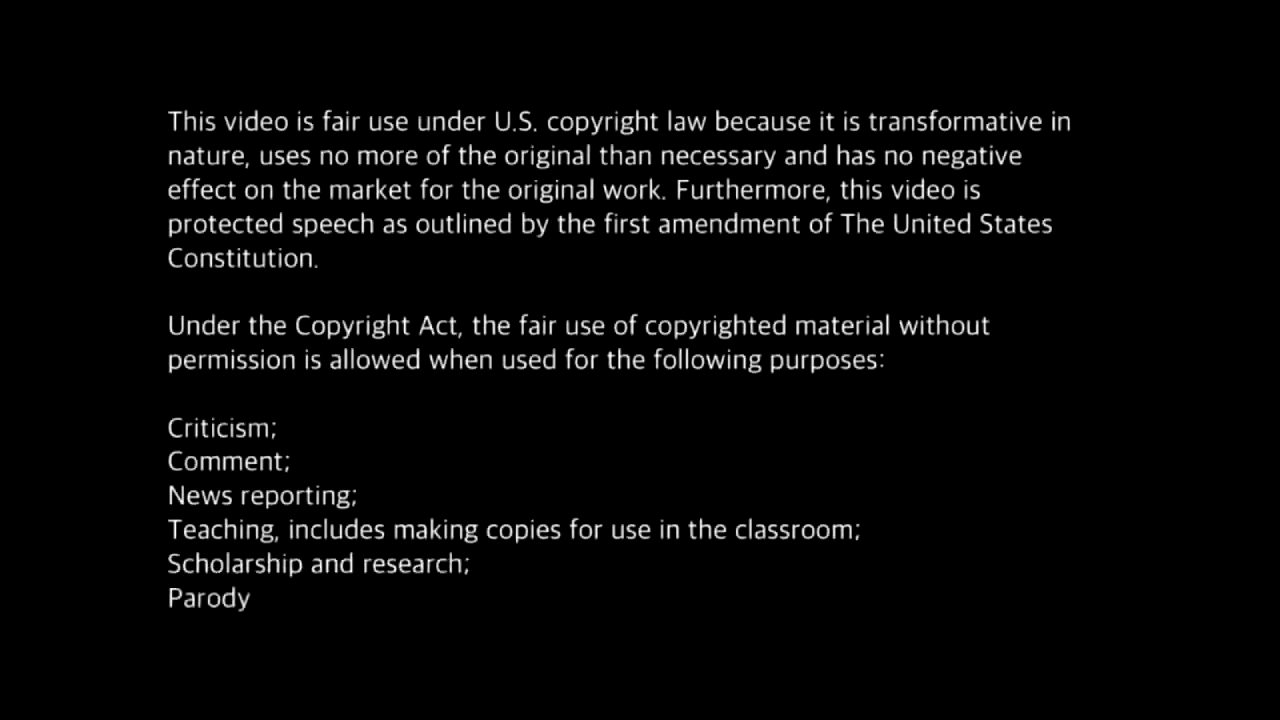 This video is fair use under U.S. copyright law because it is transformative in
nature, uses no more of the original than necessary and has no negative
effect on the market for the original work. Furthermore, this video is
protected speech as outlined by the first amendment of The United States
Constitution.
Under the Copyright Act, the fair use of copyrighted material without
permission is allowed when used for the following purposes:
Criticism;
Comment;
News reporting;
Teaching, includes making copies for use in the classroom;
Scholarship and research;
Parody